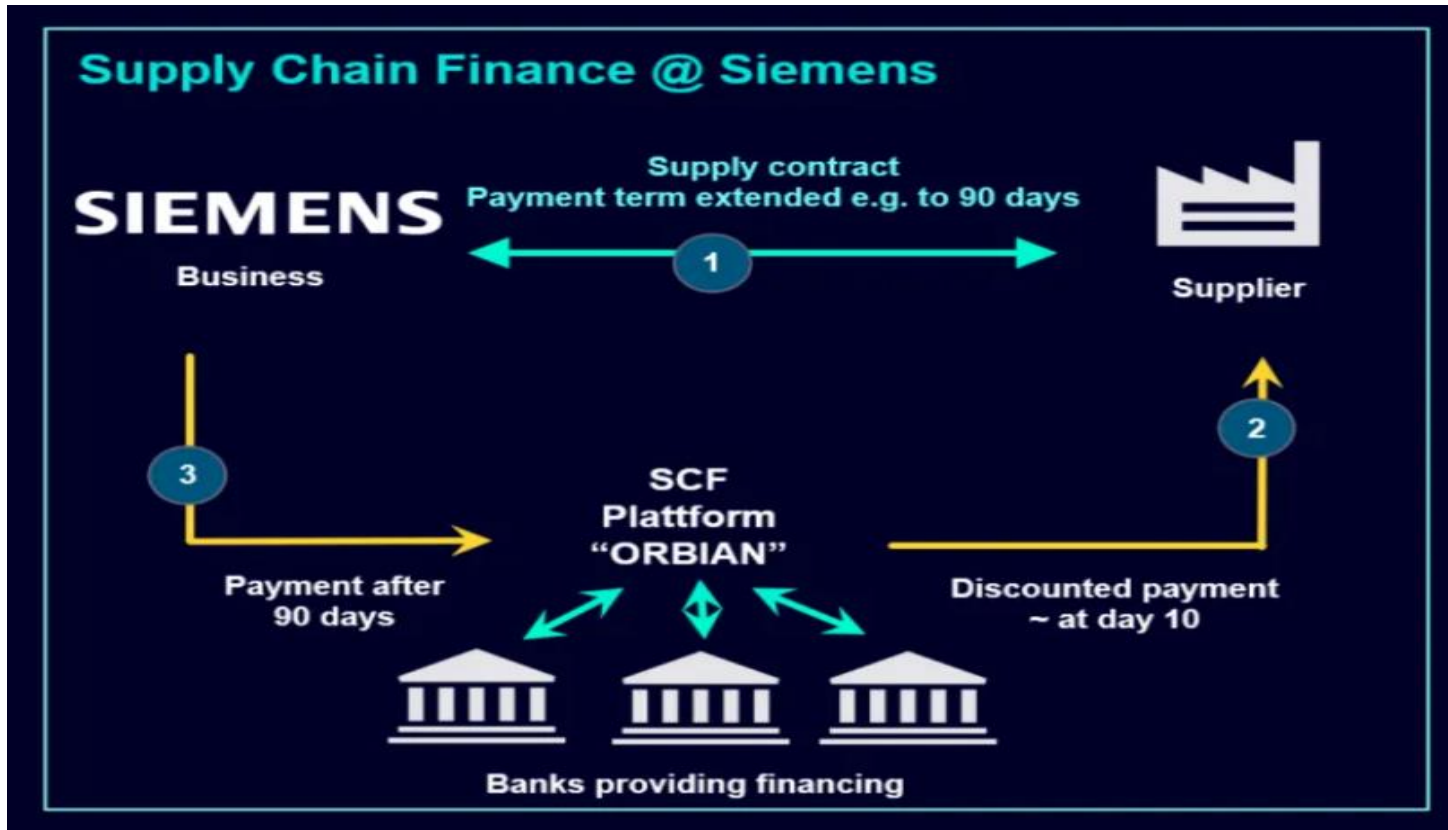 Supply Chain Finance @ Siemens
Supply contract
Payment term extended e.g. to 90 days
SIEMENS
Business
1
Supplier
2
3
SCF
Plattform
“ORBIAN”
Payment after
90 days
Discounted payment
~ at day 10
Banks providing financing